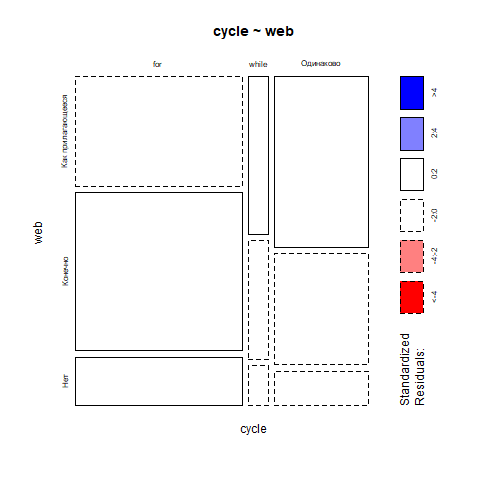 cycle ~ web
for
while
Одинаково
Как прилагающееся
Конечно
Нет
web
cycle
Standardized
Residuals:
<-4
-4:-2
-2:0
0:2
2:4
>4